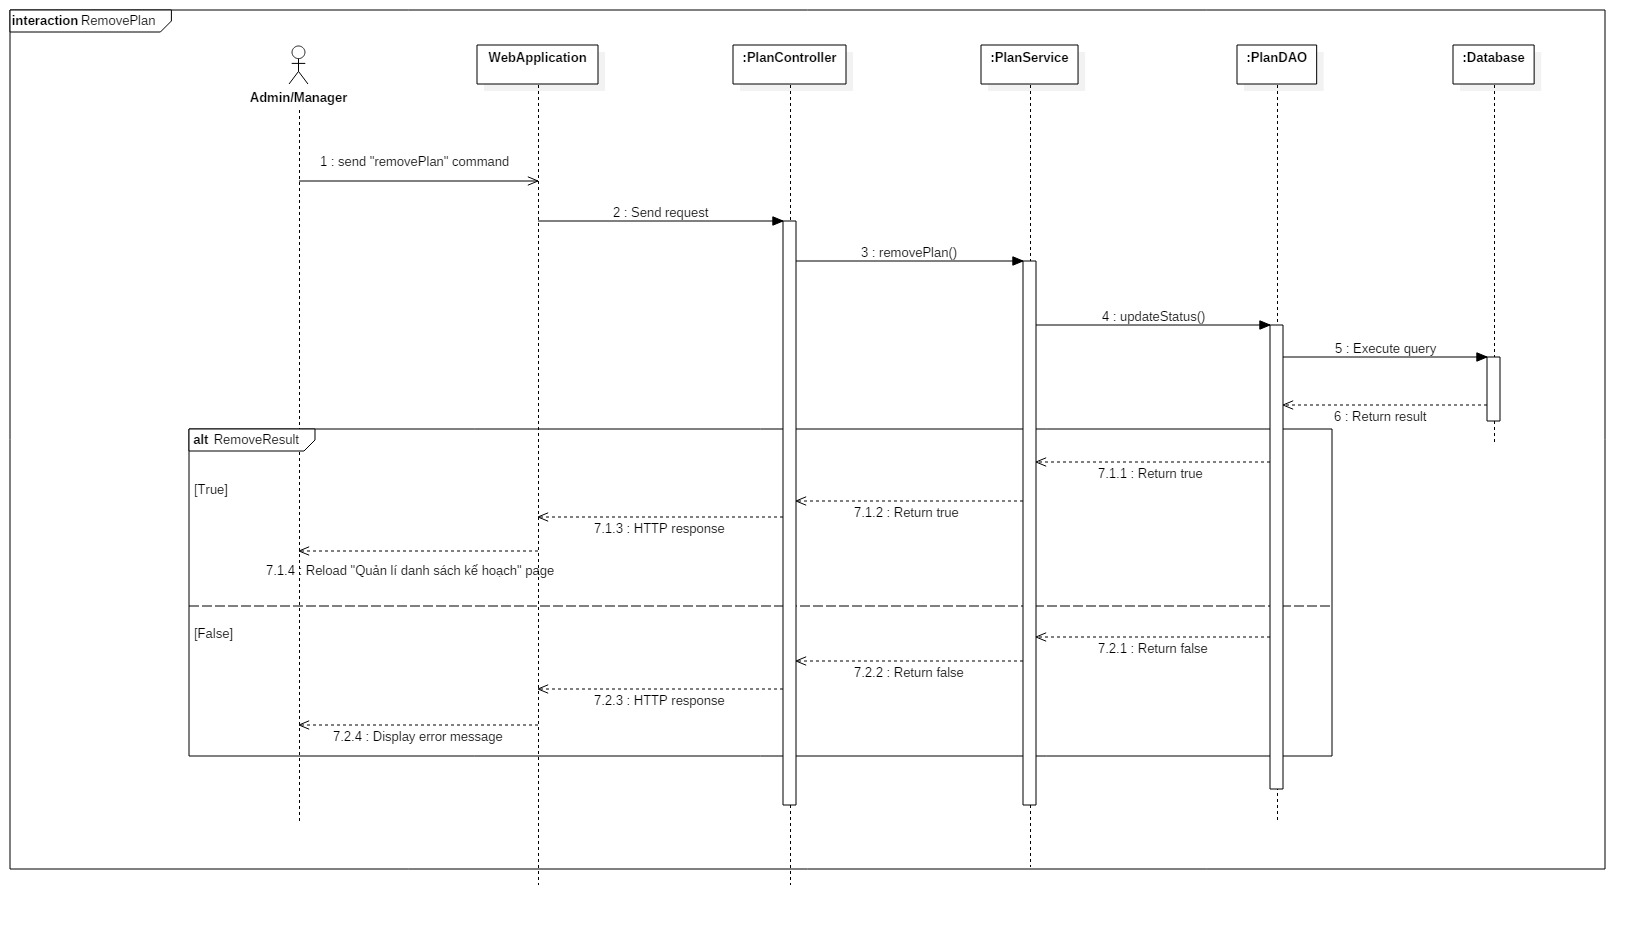 interaction RemovePlan
Admin/Manager
WebApplication
:PlanController
:PlanService
:PlanDAO
:Database
1 : send "removePlan" command
2 : Send request
3 : removePlan()
4 : updateStatus()
5 : Execute query
6 : Return result
alt RemoveResult
[True]
7.1.1 : Return true
7.1.2 : Return true
7.1.3 : HTTP response
7.1.4 : Reload "Quản lí danh sách kế hoạch" page
[False]
7.2.1 : Return false
7.2.2 : Return false
7.2.3 : HTTP response
7.2.4 : Display error message